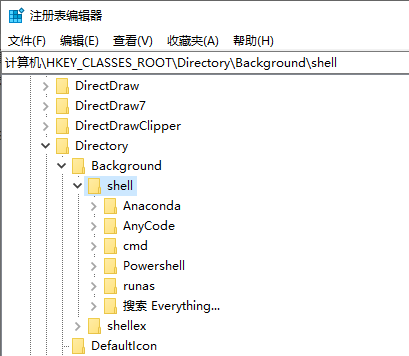 注册表编辑器
文件(F) 编辑(E) 查看(V) 收藏夹(A) 帮助(H)
计算机\HKEY_CLASSES_ROOT\Directory\Background\shell
DirectDraw
DirectDraw7
DirectDrawClipper
Directory
Background
shell
Anaconda
AnyCode
cmd
Powershell
runas
搜索 Everything...
shellex
DefaultIcon